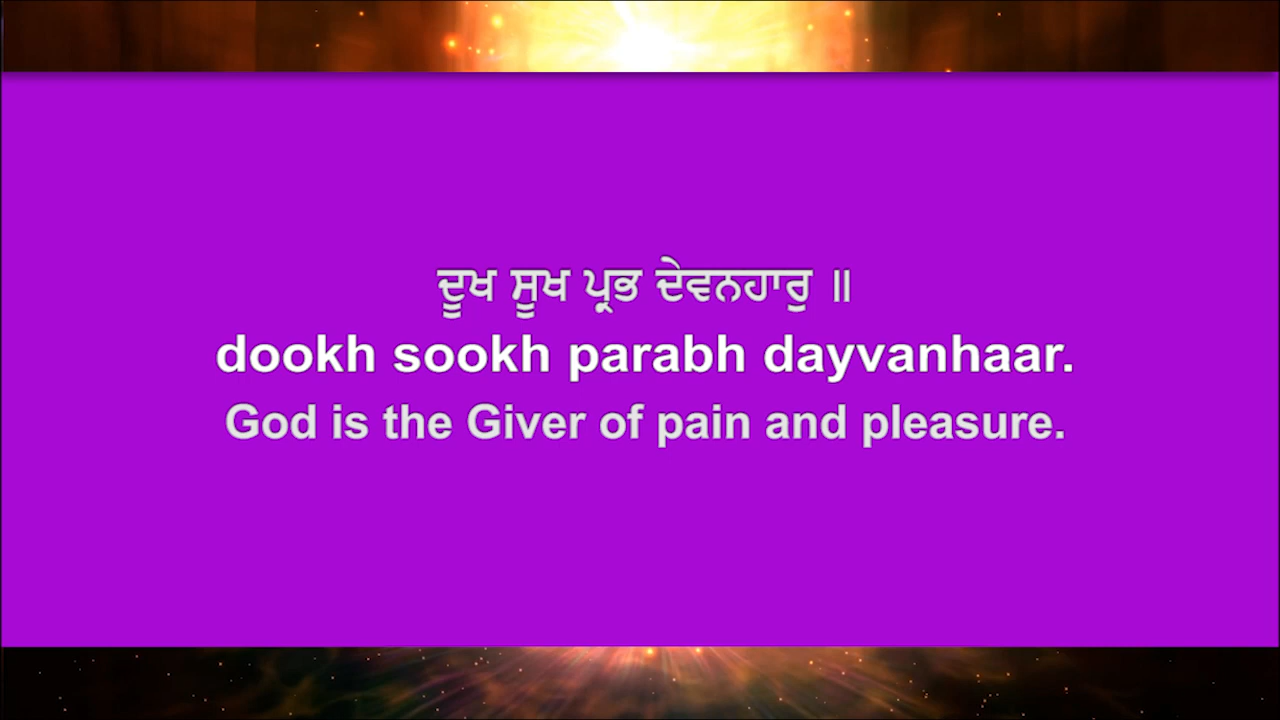 ਦੂਖ ਸੂਖ ਪ੍ਰਭ ਦੇਵਨਹਾਰੁ ॥
dookh sookh parabh dayvanhaar.
God is the Giver of pain and pleasure.